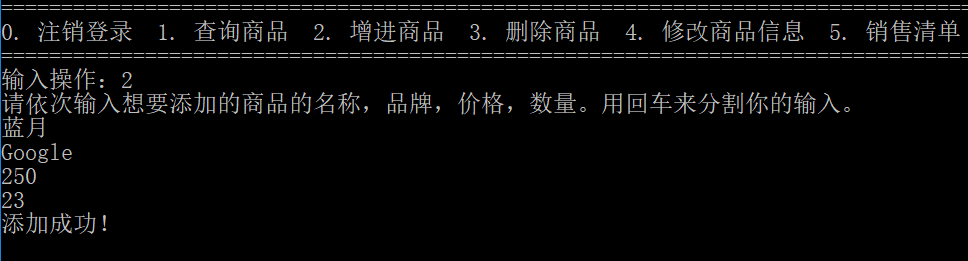 ================================================================================
0. 注销登录  1. 查询商品  2. 增进商品  3. 删除商品  4. 修改商品信息  5. 销售清单
================================================================================
输入操作：2
请依次输入想要添加的商品的名称，品牌，价格，数量。用回车来分割你的输入。
蓝月
Google
250
23
添加成功！